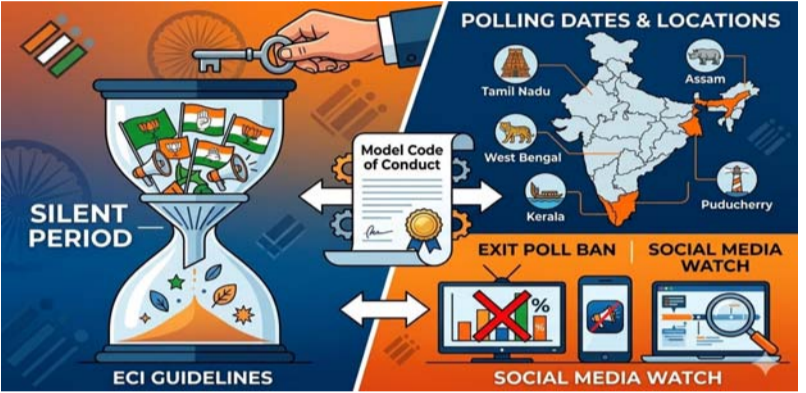 SILENT
PERIOD
ECI GUIDELINES
Model Code
of Conduct
POLLING DATES & LOCATIONS
Tamil Nadu
Assam
West Bengal
Kerala
Puducherry
EXIT POLL BAN
SOCIAL MEDIA
WATCH
%
SOCIAL MEDIA WATCH